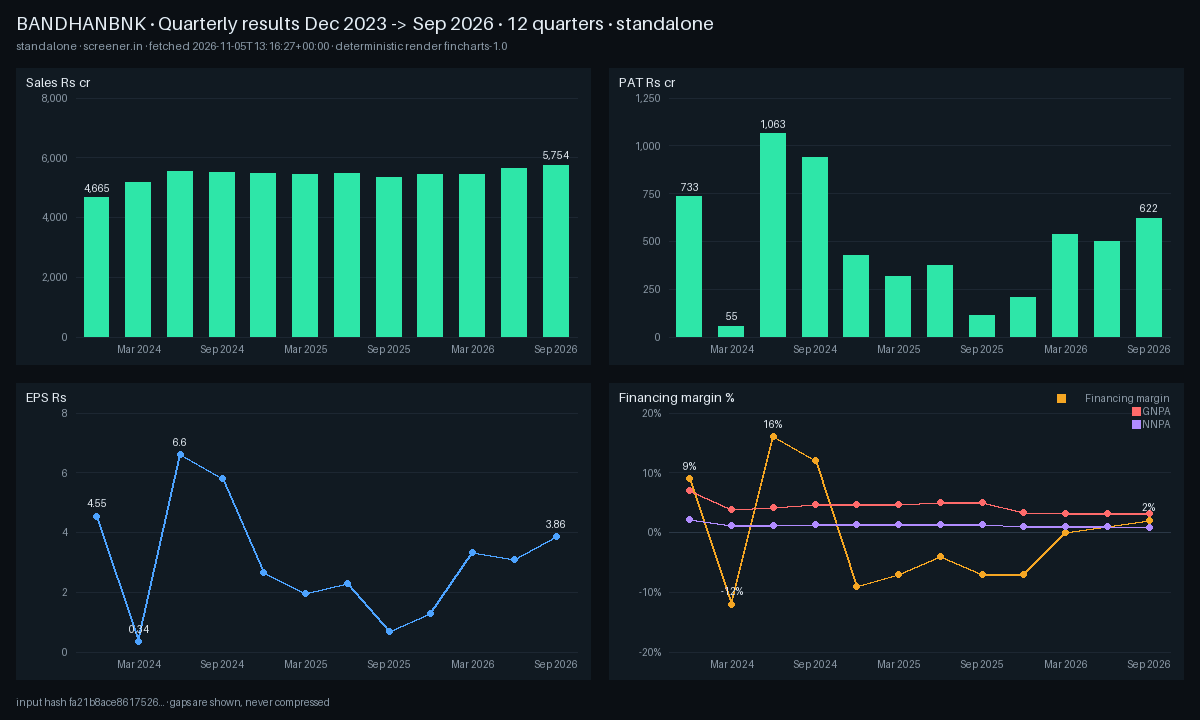 BANDHANBNK · Quarterly results Dec 2023 -> Sep 2026 · 12 quarters · standalone
standalone · screener.in · fetched 2026-11-05T13:16:27+00:00 · deterministic render fincharts-1.0
Sales Rs cr
8,000
6,000
4,000
2,000
0
4,665
5,754
Mar 2024
Sep 2024
Mar 2025
Sep 2025
Mar 2026
Sep 2026
PAT Rs cr
1,250
1,000
750
500
250
0
733
55
1,063
622
Mar 2024
Sep 2024
Mar 2025
Sep 2025
Mar 2026
Sep 2026
EPS Rs
8
6
4
2
0
4.55
0.34
6.6
3.86
Mar 2024
Sep 2024
Mar 2025
Sep 2025
Mar 2026
Sep 2026
Financing margin %
Financing margin
GNPA
NNPA
20%
10%
0%
-10%
-20%
9%
-12%
16%
2%
Mar 2024
Sep 2024
Mar 2025
Sep 2025
Mar 2026
Sep 2026
input hash fa21b8ace8617526… · gaps are shown, never compressed